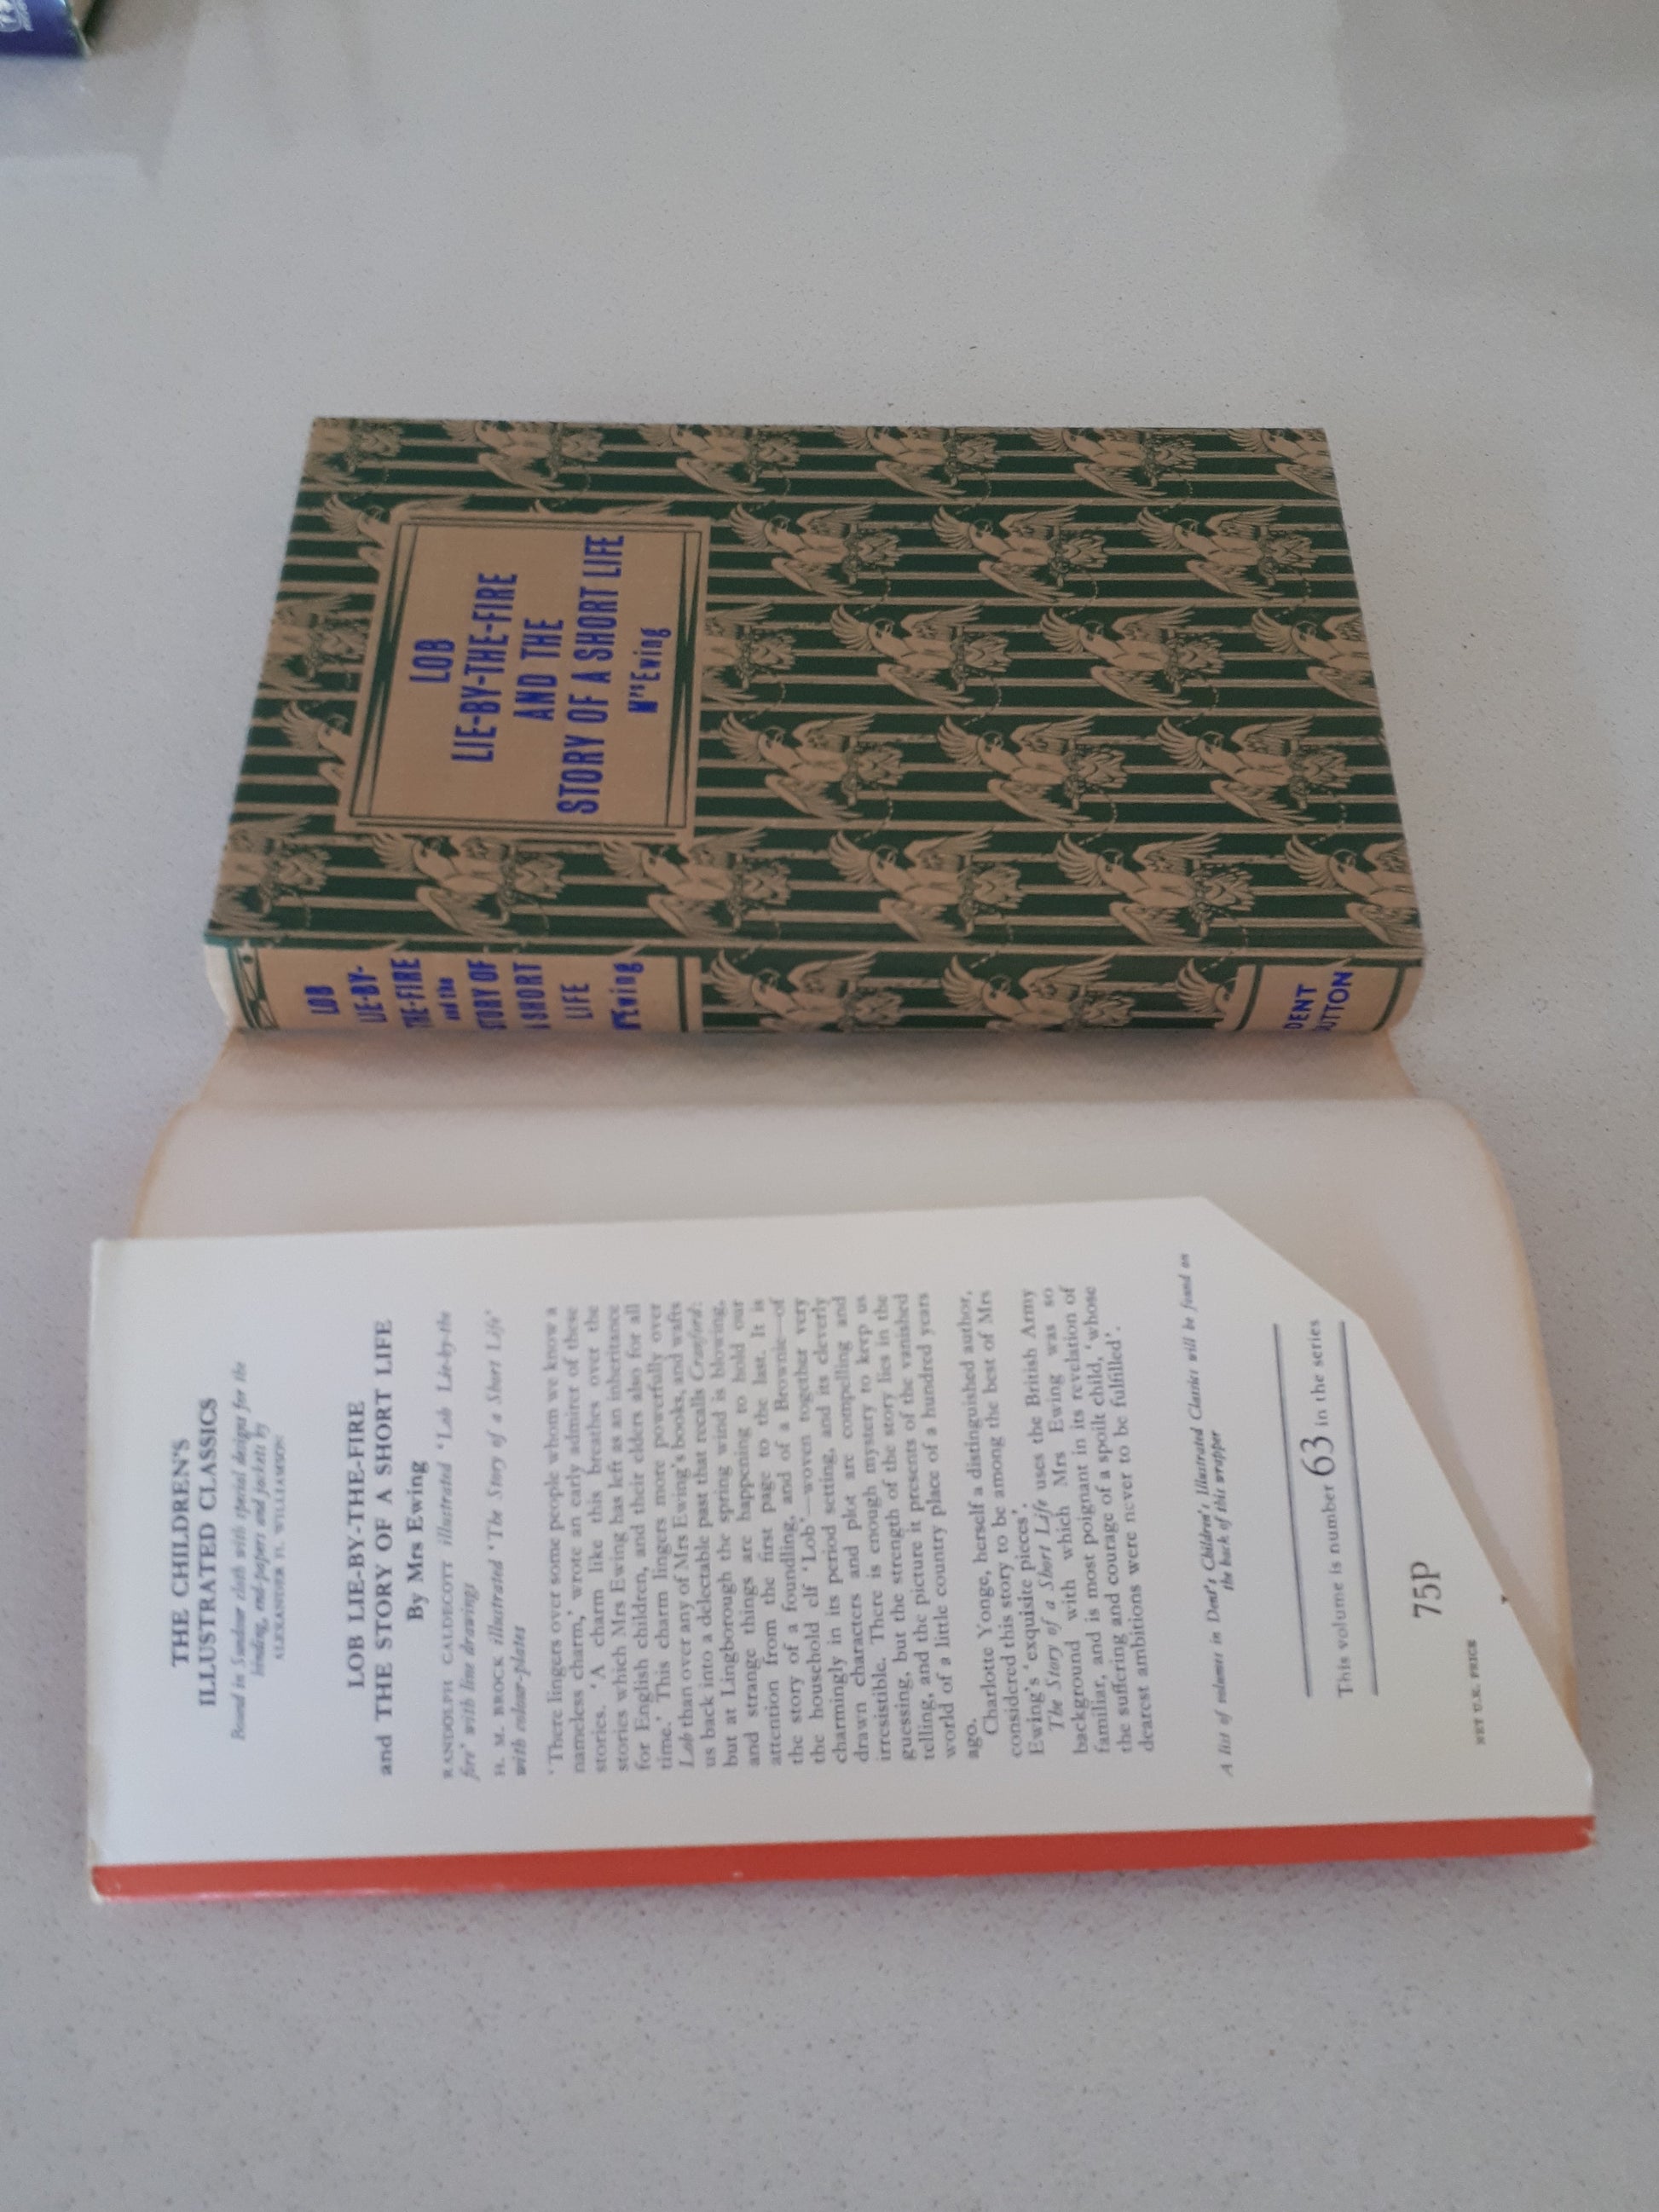 LOB
LIE-BY-THE-FIRE
AND THE
STORY OF A SHORT LIFE
Mrs Ewing
LOB
LIE-BY-
THE-FIRE
and the
STORY OF
A SHORT
LIFE
Ewing
DENT
THE CHILDREN'S
ILLUSTRATED CLASSICS
Bound in Sundour cloth with special designs for the
binding, end-papers and jackets by
ALEXANDER H. WILLIAMSON
LOB LIE-BY-THE-FIRE
and THE STORY OF A SHORT LIFE
By Mrs Ewing
RANDOLPH CALDECOTT illustrated 'Lob Lie-by-the
fire' with line drawings
H. M. BROCK illustrated 'The Story of a Short Life'
with colour-plates
'There lingers over some people whom we know a
nameless charm,' wrote an early admirer of these
stories. 'A charm like this breathes over the
stories which Mrs Ewing has left as an inheritance
for English children, and their elders also for all
time.' This charm lingers more powerfully over
Lob than over any of Mrs Ewing's books, and wafts
us back into a delectable past that recalls Cranford:
but at Lingborough the spring wind is blowing,
and strange things are happening to hold our
attention from the first page to the last. It is
the story of a foundling, and of a Brownie—of
the household elf 'Lob'—woven together very
charmingly in its period setting, and its cleverly
drawn characters and plot are compelling and
irresistible. There is enough mystery to keep us
guessing, but the strength of the story lies in the
telling, and the picture it presents of the vanished
world of a little country place of a hundred years
ago.
Charlotte Yonge, herself a distinguished author,
considered this story to be among the best of Mrs
Ewing's 'exquisite pieces'.
The Story of a Short Life uses the British Army
background with which Mrs Ewing was so
familiar, and is most poignant in its revelation of
the suffering and courage of a spoilt child, 'whose
dearest ambitions were never to be fulfilled'.
A list of volumes in Dent's Children's Illustrated Classics will be found on
the back of this wrapper
This volume is number 63 in the series
75P
NET U.K. PRICE